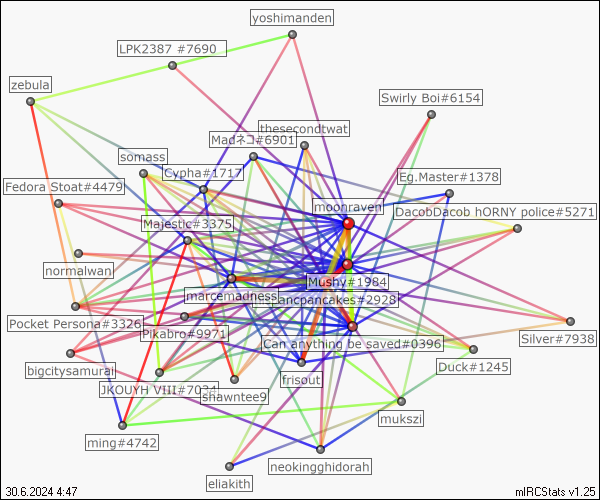 yoshimanden
LPK2387 #7690
zebula
Swirly Boi#6154
thesecondtwat
Madネコ#6901
somass
Cypha#1717
Eg.Master#1378
Fedora Stoat#4479
moonraven
DacobDacob hORNY police#5271
Majestic#3375
normalwan
Mushy#1984
marcemadness
ancpancakes#2928
Pocket Persona#3326
Pikabro#9971
Can anything be saved#0396
Silver#7938
bigcitysamurai
Duck#1245
frisout
JKOUYH VIII#7034
shawntee9
mukszi
ming#4742
neokingghidorah
eliakith
30.6.2024 4:47
mIRCStats v1.25